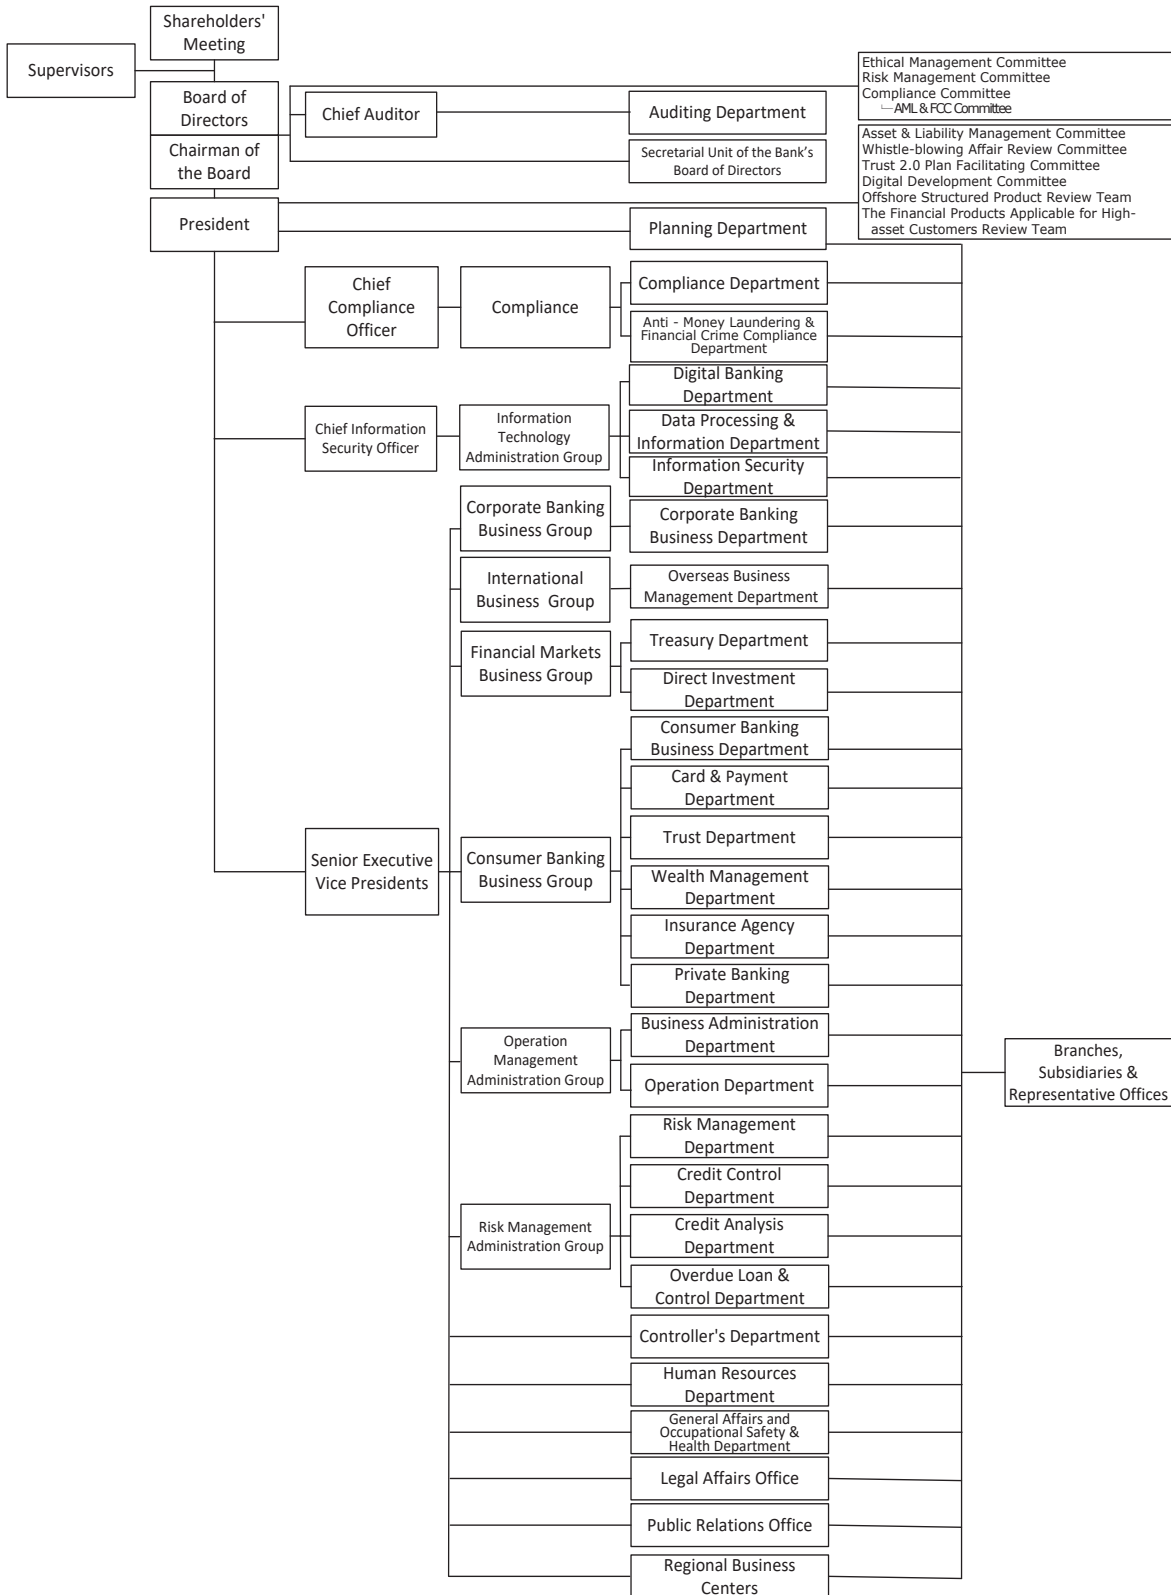 Shareholders'
Meeting
Supervisors
Board of
Directors
Chairman of
the Board
President
Chief Auditor
Auditing Department
Secretarial Unit of the Bank's
Board of Directors
Ethical Management Committee
Risk Management Committee
Compliance Committee
AML & FCC Committee
Asset & Liability Management Committee
Whistle-blowing Affair Review Committee
Trust 2.0 Plan Facilitating Committee
Digital Development Committee
Offshore Structured Product Review Team
The Financial Products Applicable for High-
asset Customers Review Team
Planning Department
Chief
Compliance
Officer
Compliance
Compliance Department
Anti - Money Laundering &
Financial Crime Compliance
Department
Chief Information
Security Officer
Information
Technology
Administration Group
Digital Banking
Department
Data Processing &
Information Department
Information Security
Department
Senior Executive
Vice Presidents
Corporate Banking
Business Group
Corporate Banking
Business Department
International
Business Group
Overseas Business
Management Department
Financial Markets
Business Group
Treasury Department
Direct Investment
Department
Consumer Banking
Business Group
Consumer Banking
Business Department
Card & Payment
Department
Trust Department
Wealth Management
Department
Insurance Agency
Department
Private Banking
Department
Operation
Management
Administration Group
Business Administration
Department
Operation Department
Risk Management
Administration Group
Risk Management
Department
Credit Control
Department
Credit Analysis
Department
Overdue Loan &
Control Department
Controller's Department
Human Resources
Department
General Affairs and
Occupational Safety &
Health Department
Legal Affairs Office
Public Relations Office
Regional Business
Centers
Branches,
Subsidiaries &
Representative Offices